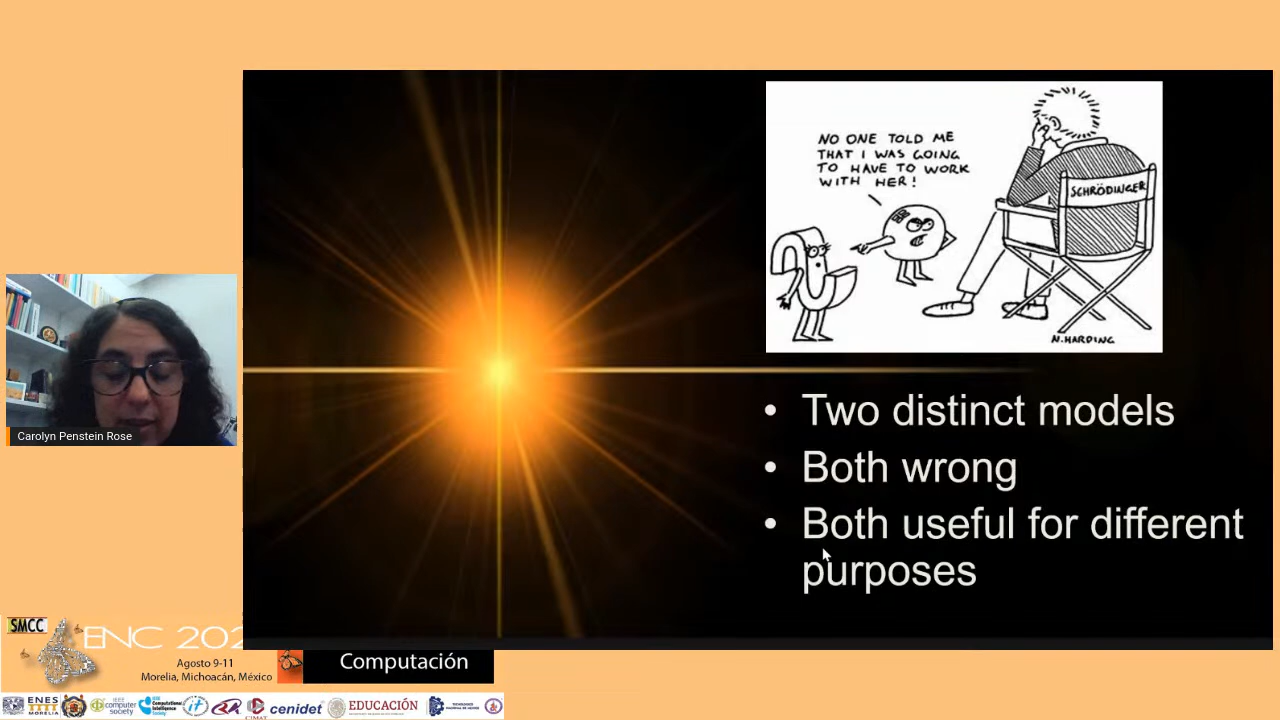 NO ONE TOLD ME
THAT I WAS GOING
TO HAVE TO WORK
WITH HER!
SCHRÖDINGER
N.HARDING
• Two distinct models
• Both wrong
• Both useful for different
purposes
Carolyn Penstein Rose
SMCC
ENC 202
Agosto 9-11
Morelia, Michoacán, México
Computación
ENES
MORELIA
IEEE
computer
society
IEEE
Computational
Intelligence
Society
CIMAT
cenidet
EDUCACIÓN